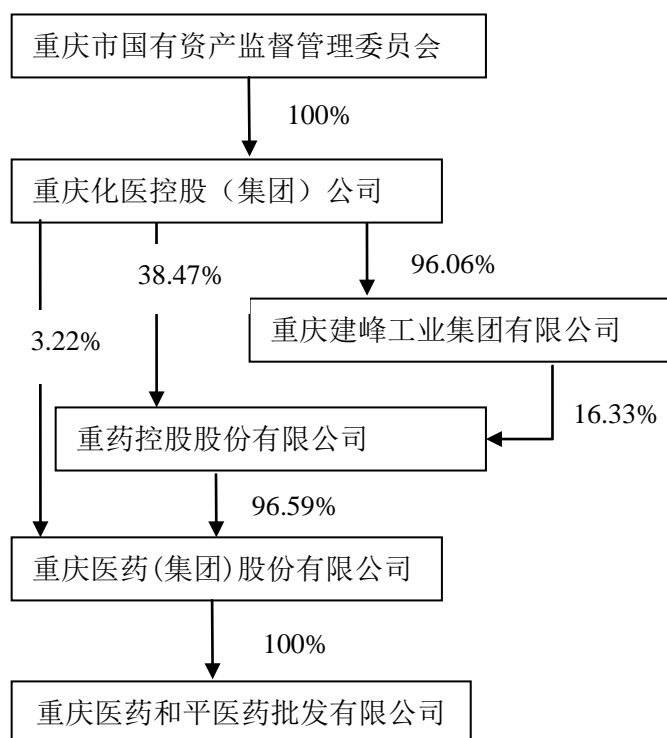 重庆市国有资产监督管理委员会
100%
重庆化医控股（集团）公司
38.47%
96.06%
3.22%
重庆建峰工业集团有限公司
16.33%
重药控股股份有限公司
96.59%
重庆医药(集团)股份有限公司
100%
重庆医药和平医药批发有限公司